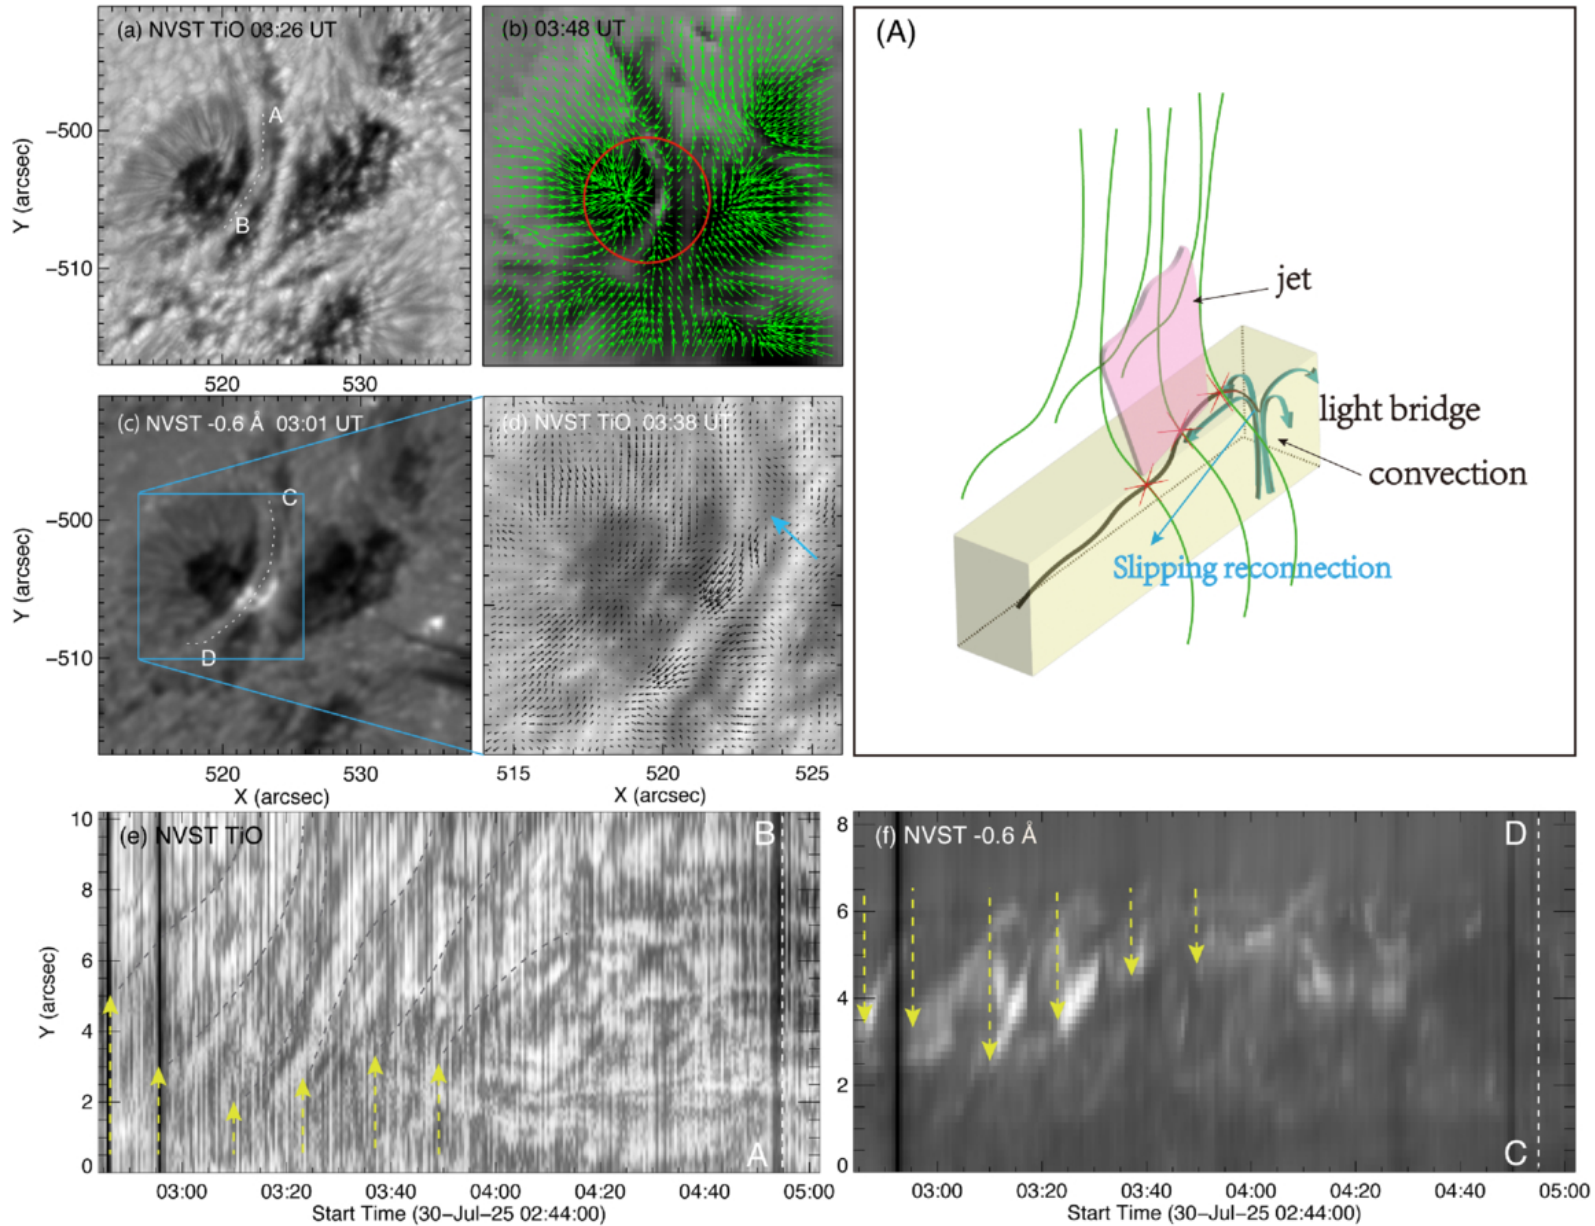 (a) NVST TiO 03:26 UT
A
B
Y (arcsec)
−500
−510
520
530
(b) 03:48 UT
(c) NVST -0.6 Å 03:01 UT
C
D
Y (arcsec)
−500
−510
520
530
X (arcsec)
(d) NVST TiO 03:38 UT
515
520
525
X (arcsec)
(A)
jet
light bridge
convection
Slipping reconnection
(e) NVST TiO
B
A
Y (arcsec)
10
8
6
4
2
0
03:00
03:20
03:40
04:00
04:20
04:40
05:00
Start Time (30−Jul−25 02:44:00)
(f) NVST -0.6 Å
D
C
8
6
4
2
0
03:00
03:20
03:40
04:00
04:20
04:40
05:00
Start Time (30−Jul−25 02:44:00)